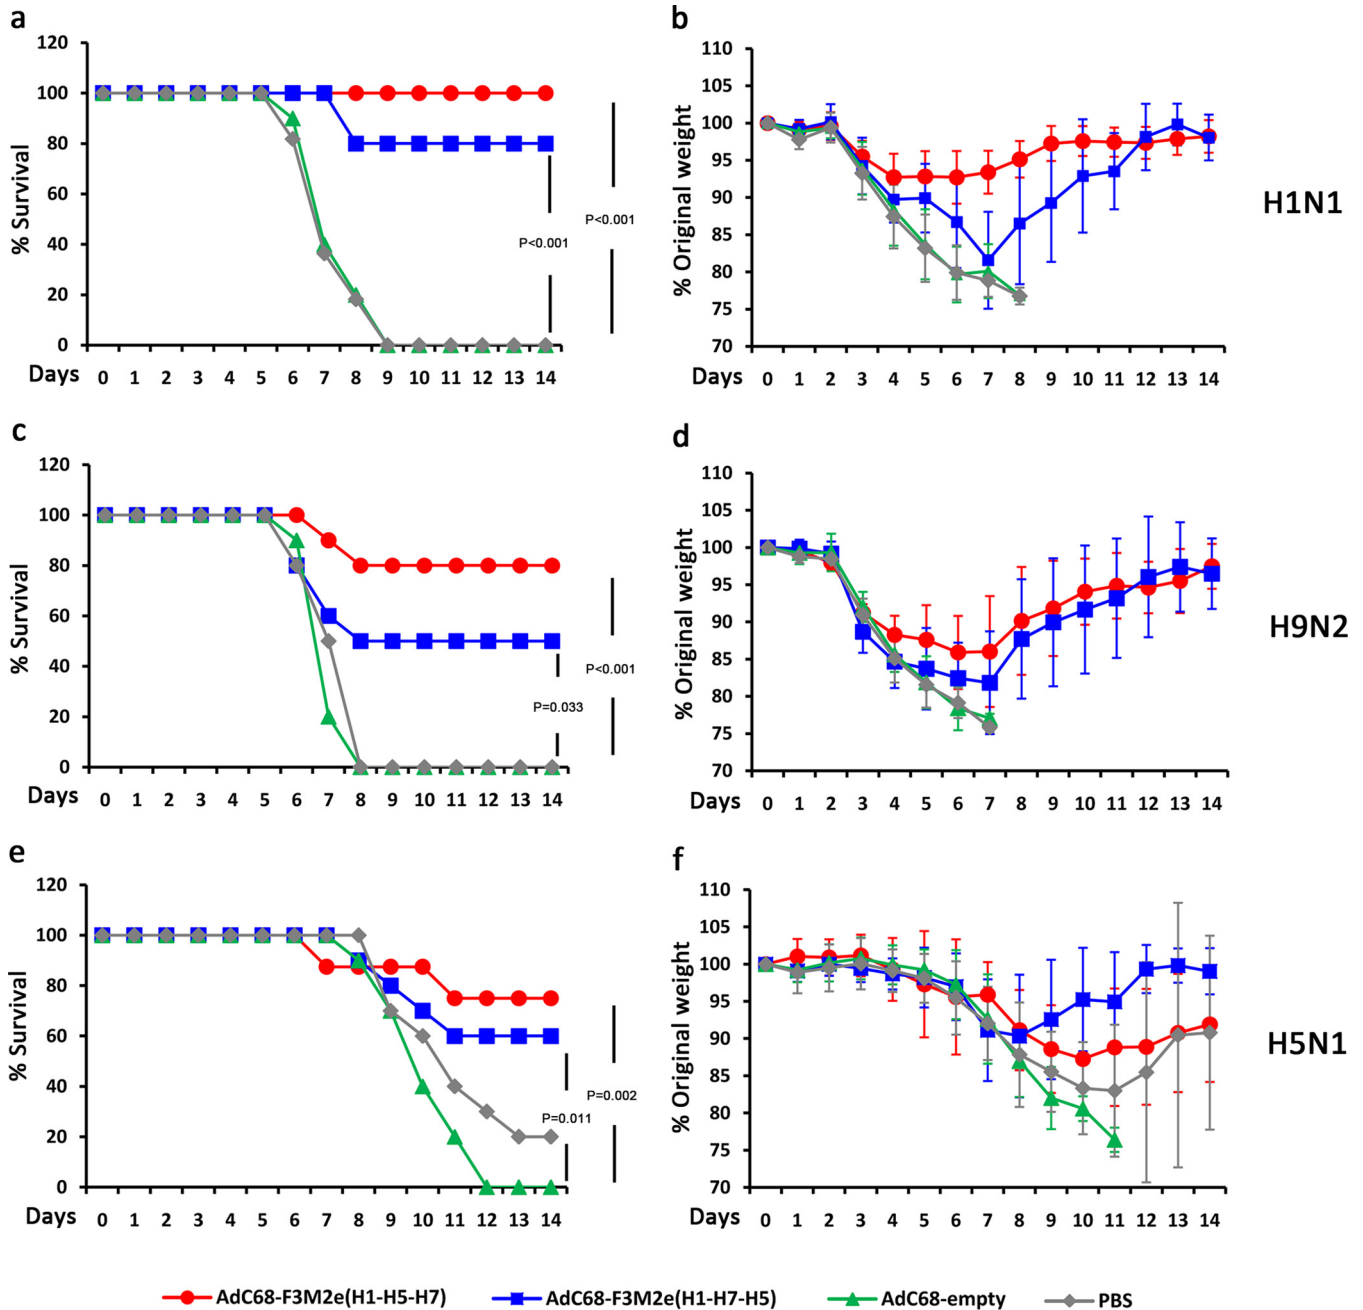 a
120
100
80
60
40
20
0
% Survival
P<0.001
P<0.001
Days 0 1 2 3 4 5 6 7 8 9 10 11 12 13 14
b
110
105
100
95
90
85
80
75
70
% Original weight
Days 0 1 2 3 4 5 6 7 8 9 10 11 12 13 14
H1N1
c
120
100
80
60
40
20
0
% Survival
P<0.001
P=0.033
Days 0 1 2 3 4 5 6 7 8 9 10 11 12 13 14
d
110
105
100
95
90
85
80
75
70
% Original weight
Days 0 1 2 3 4 5 6 7 8 9 10 11 12 13 14
H9N2
e
120
100
80
60
40
20
0
% Survival
P=0.002
P=0.011
Days 0 1 2 3 4 5 6 7 8 9 10 11 12 13 14
f
110
105
100
95
90
85
80
75
70
% Original weight
Days 0 1 2 3 4 5 6 7 8 9 10 11 12 13 14
H5N1
AdC68-F3M2e(H1-H5-H7) AdC68-F3M2e(H1-H7-H5) AdC68-empty PBS